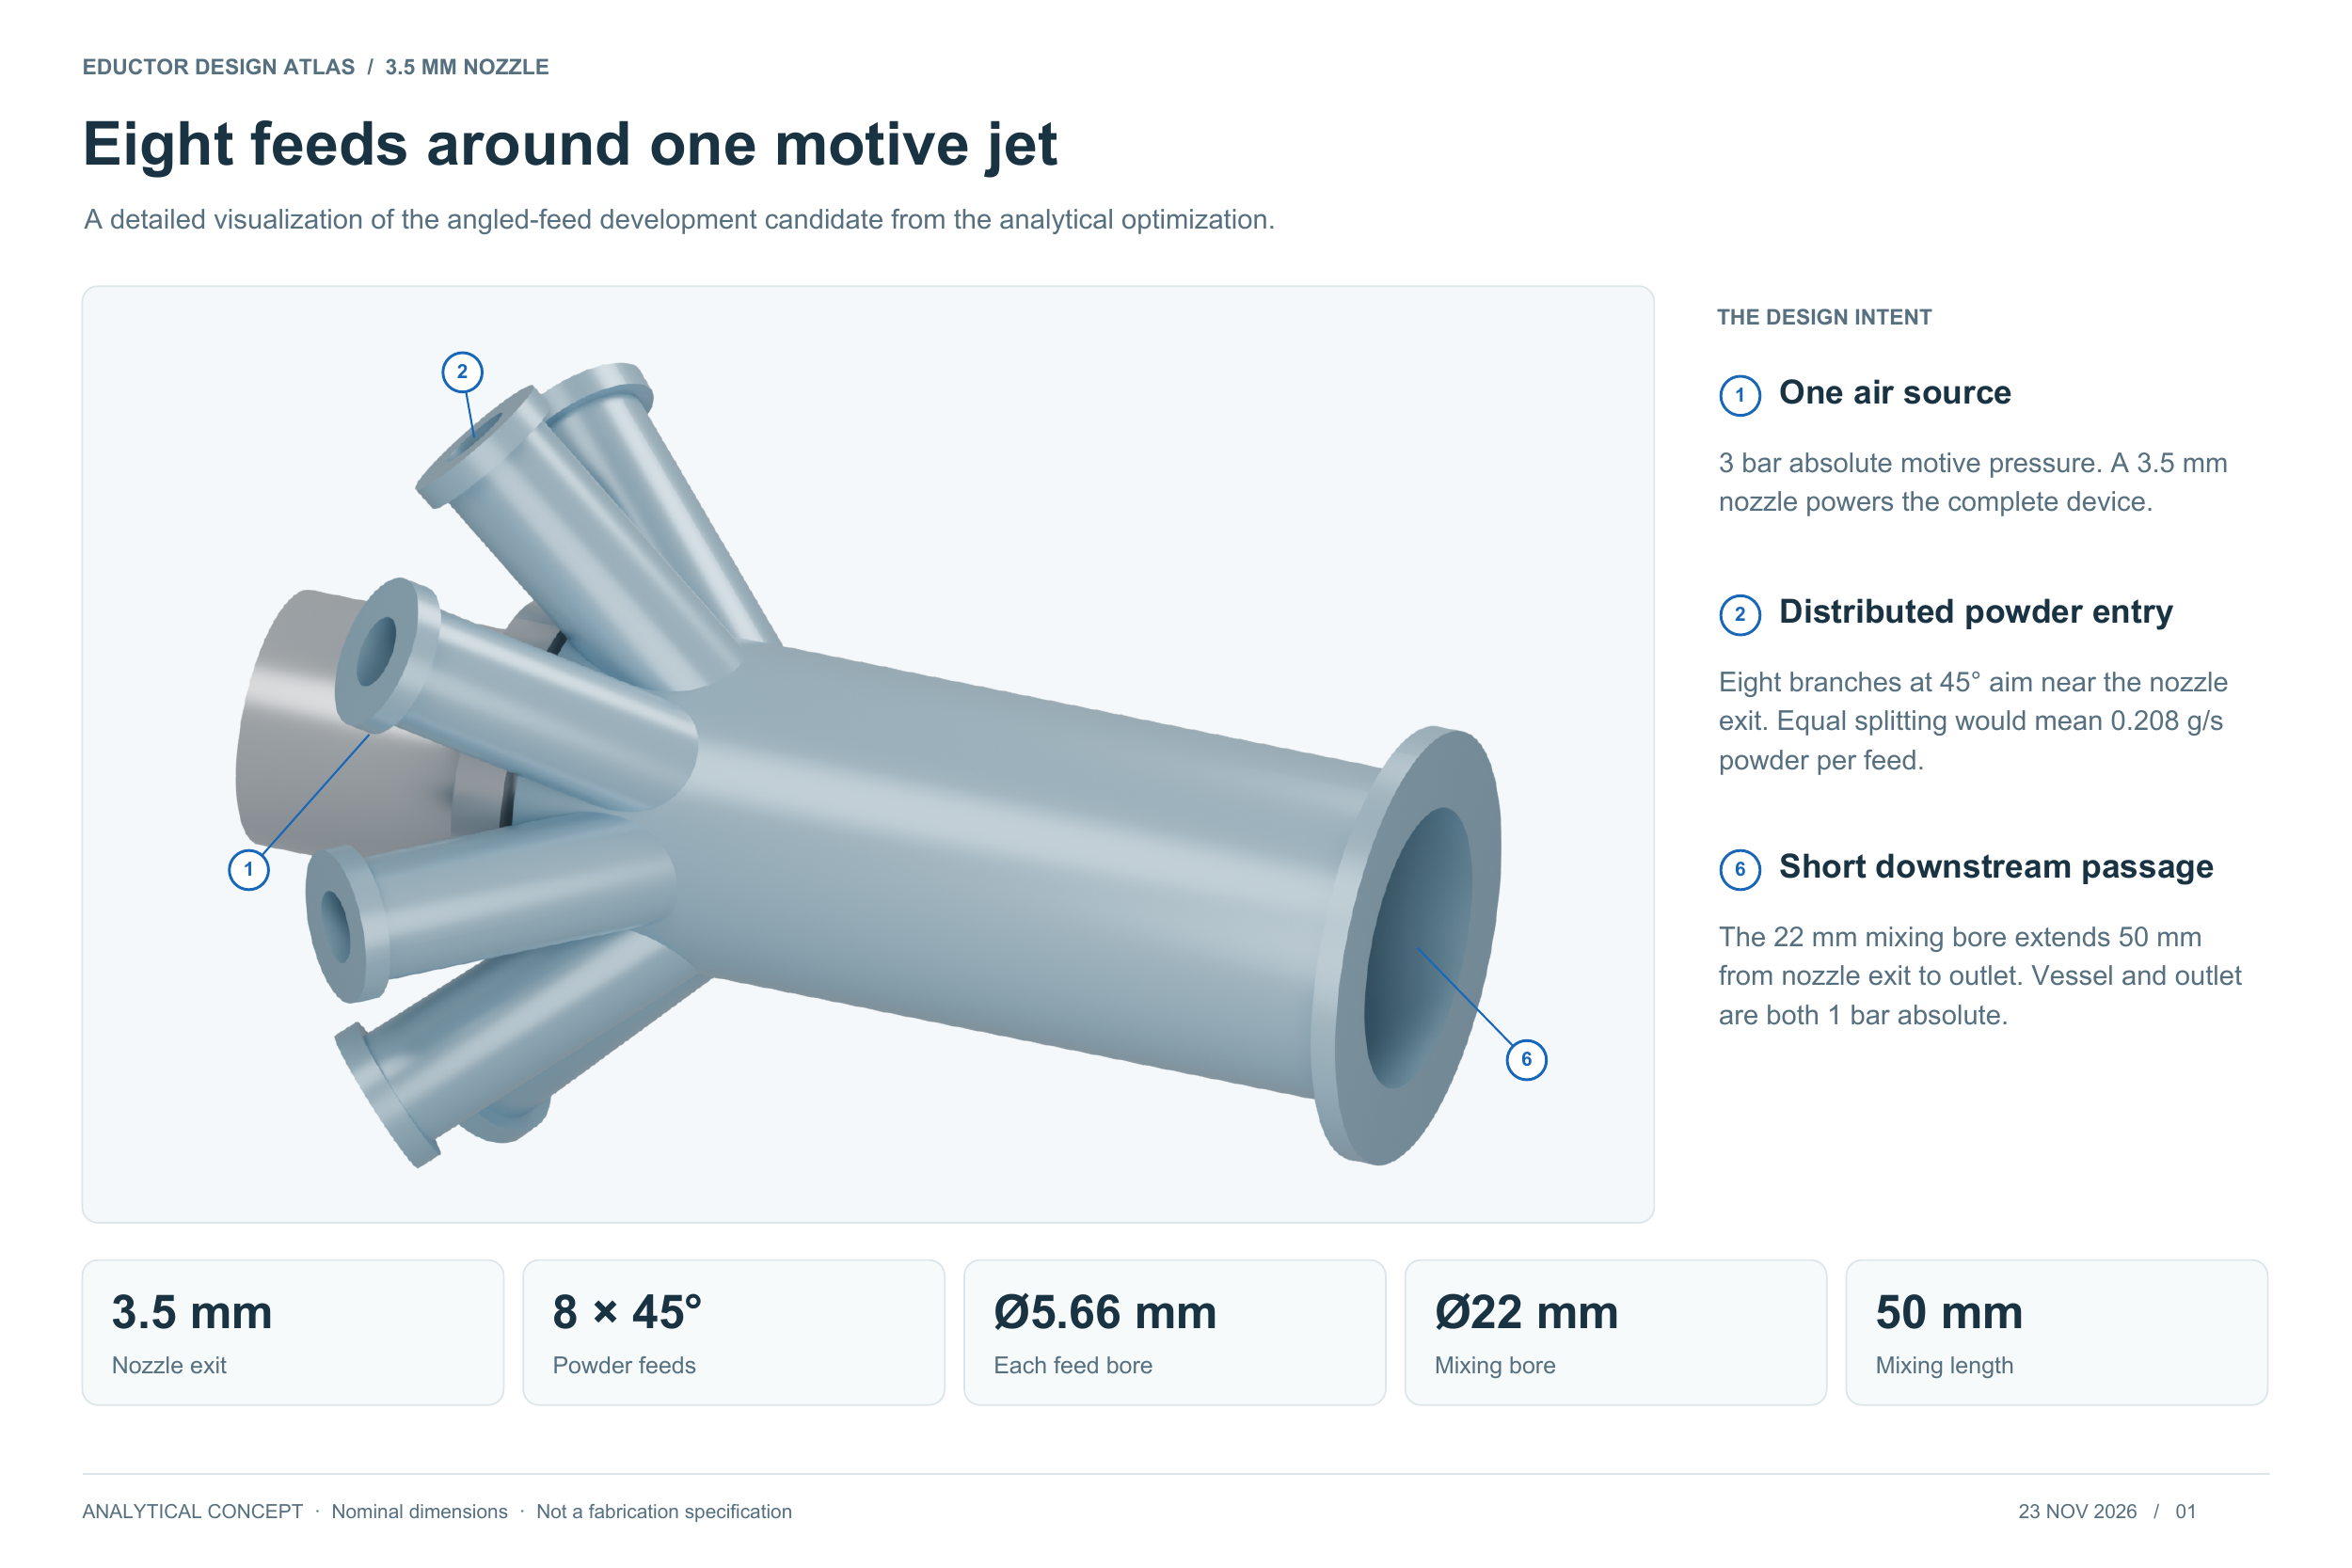 EDUCTOR DESIGN ATLAS / 3.5 MM NOZZLE
Eight feeds around one motive jet
A detailed visualization of the angled-feed development candidate from the analytical optimization.
2
1
6
THE DESIGN INTENT
1 One air source
3 bar absolute motive pressure. A 3.5 mm
nozzle powers the complete device.
2 Distributed powder entry
Eight branches at 45° aim near the nozzle
exit. Equal splitting would mean 0.208 g/s
powder per feed.
6 Short downstream passage
The 22 mm mixing bore extends 50 mm
from nozzle exit to outlet. Vessel and outlet
are both 1 bar absolute.
3.5 mm
Nozzle exit
8 × 45°
Powder feeds
Ø5.66 mm
Each feed bore
Ø22 mm
Mixing bore
50 mm
Mixing length
ANALYTICAL CONCEPT · Nominal dimensions · Not a fabrication specification
23 NOV 2026 / 01